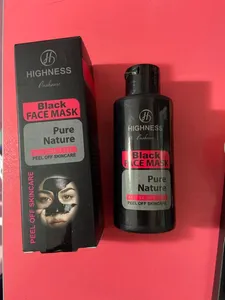 HIGHNESS
Black
FACE MASK
Pure
Nature
PEEL OFF SKINCARE
PEEL OFF SKINCARE
HIGHNESS
Black
FACE MASK
Pure
Nature
PEEL OFF SKINCARE